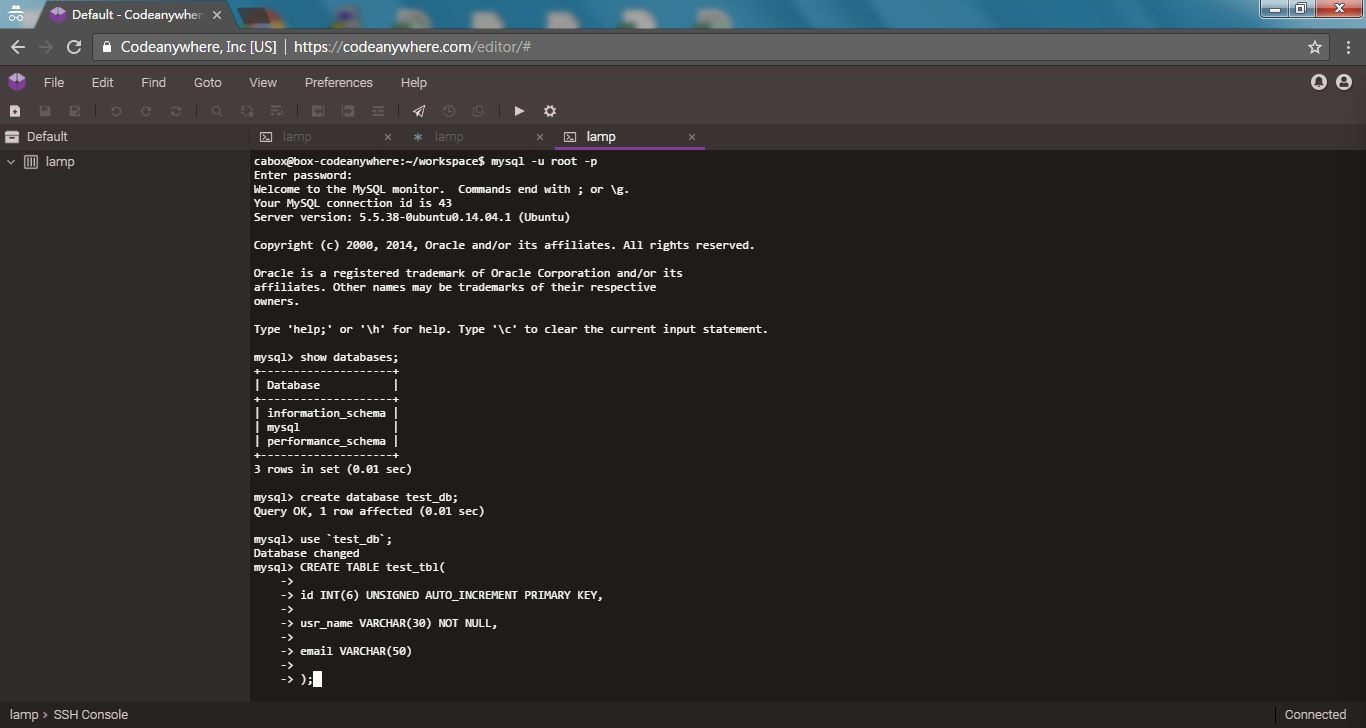 Default - Codeanywher
Codeanywhere, Inc [US] | https://codeanywhere.com/editor/#
File Edit Find Goto View Preferences Help
Default
lamp lamp lamp
lamp
cabox@box-codeanywhere:~/workspace$ mysql -u root -p
Enter password:
Welcome to the MySQL monitor.  Commands end with ; or \g.
Your MySQL connection id is 43
Server version: 5.5.38-0ubuntu0.14.04.1 (Ubuntu)
Copyright (c) 2000, 2014, Oracle and/or its affiliates. All rights reserved.
Oracle is a registered trademark of Oracle Corporation and/or its
affiliates. Other names may be trademarks of their respective
owners.
Type 'help;' or '\h' for help. Type '\c' to clear the current input statement.
mysql> show databases;
+--------------------+
| Database           |
+--------------------+
| information_schema |
| mysql              |
| performance_schema |
+--------------------+
3 rows in set (0.01 sec)
mysql> create database test_db;
Query OK, 1 row affected (0.01 sec)
mysql> use `test_db`;
Database changed
mysql> CREATE TABLE test_tbl(
    ->
    -> id INT(6) UNSIGNED AUTO_INCREMENT PRIMARY KEY,
    ->
    -> usr_name VARCHAR(30) NOT NULL,
    ->
    -> email VARCHAR(50)
    ->
    -> );
lamp › SSH Console
Connected